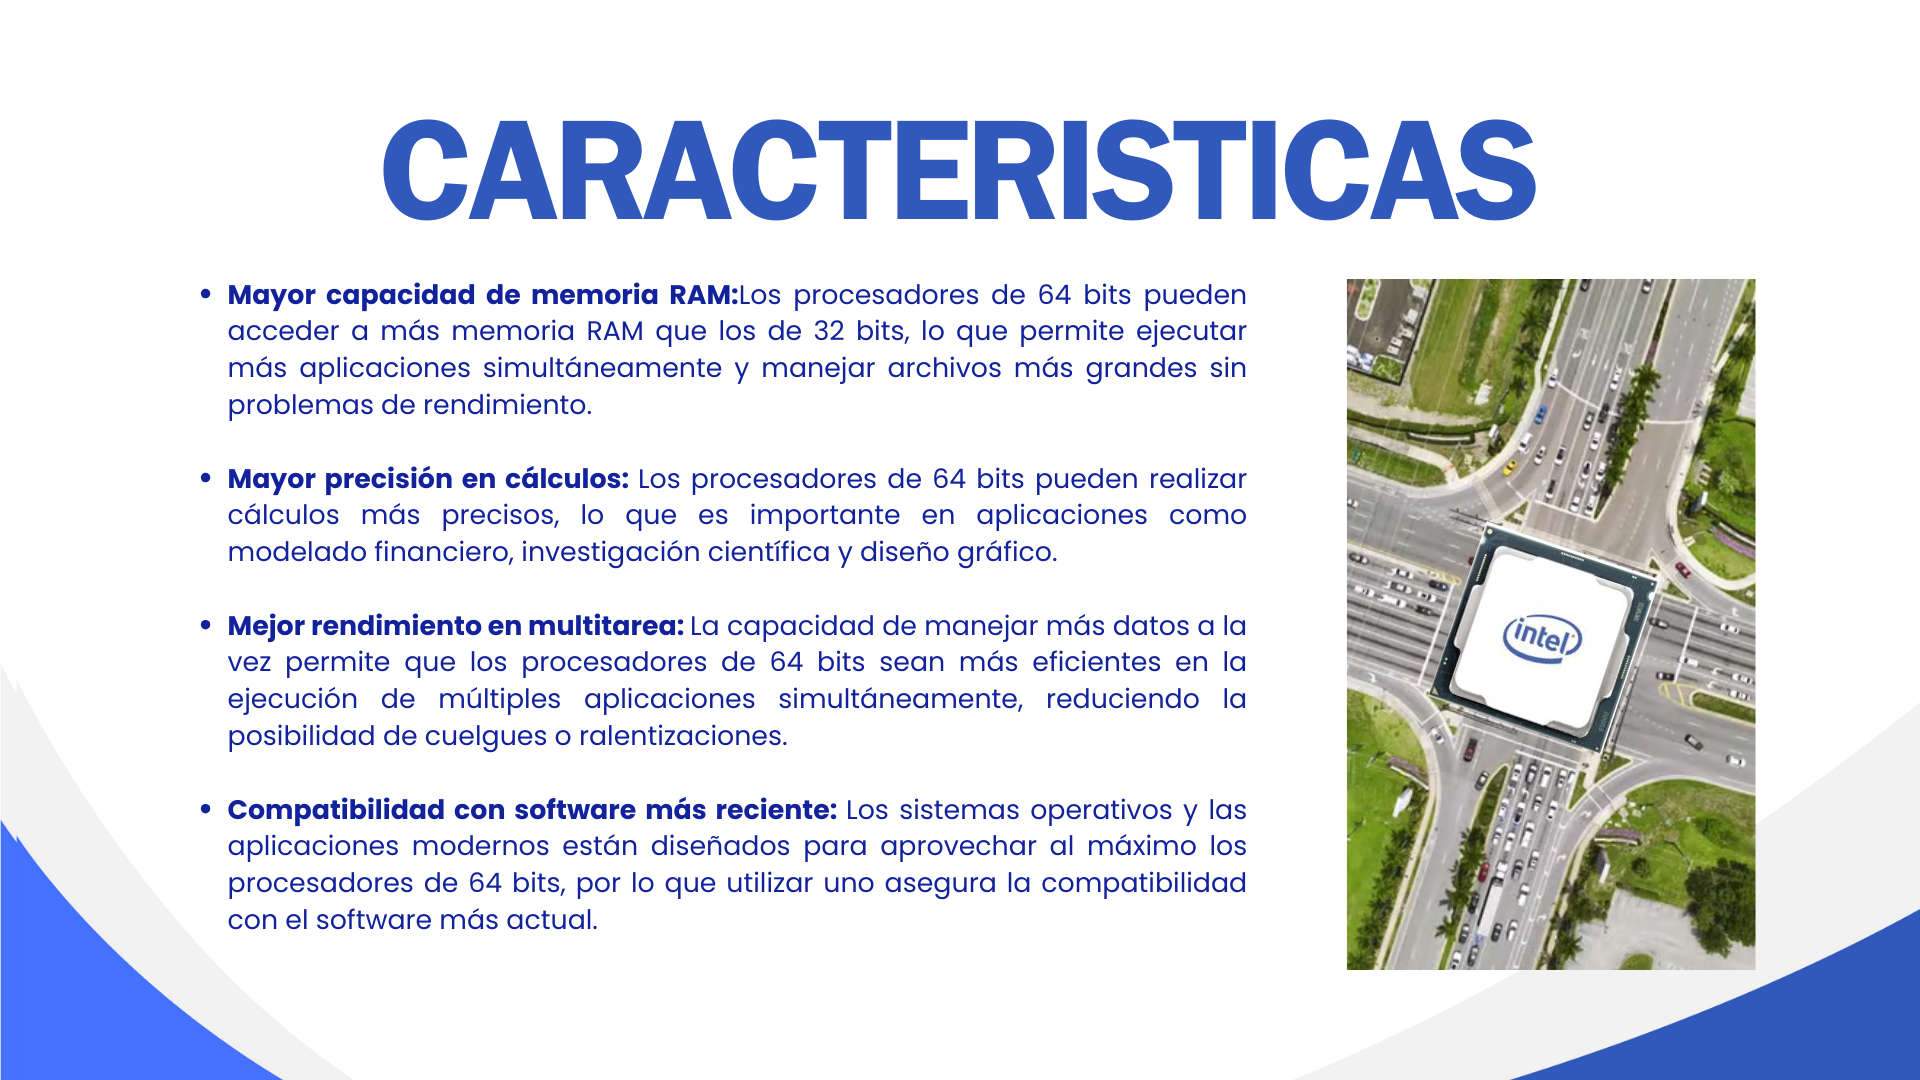 CARACTERISTICAS
• Mayor capacidad de memoria RAM:Los procesadores de 64 bits pueden
acceder a más memoria RAM que los de 32 bits, lo que permite ejecutar
más aplicaciones simultáneamente y manejar archivos más grandes sin
problemas de rendimiento.
• Mayor precisión en cálculos: Los procesadores de 64 bits pueden realizar
cálculos más precisos, lo que es importante en aplicaciones como
modelado financiero, investigación científica y diseño gráfico.
• Mejor rendimiento en multitarea: La capacidad de manejar más datos a la
vez permite que los procesadores de 64 bits sean más eficientes en la
ejecución de múltiples aplicaciones simultáneamente, reduciendo la
posibilidad de cuelgues o ralentizaciones.
• Compatibilidad con software más reciente: Los sistemas operativos y las
aplicaciones modernos están diseñados para aprovechar al máximo los
procesadores de 64 bits, por lo que utilizar uno asegura la compatibilidad
con el software más actual.
intel